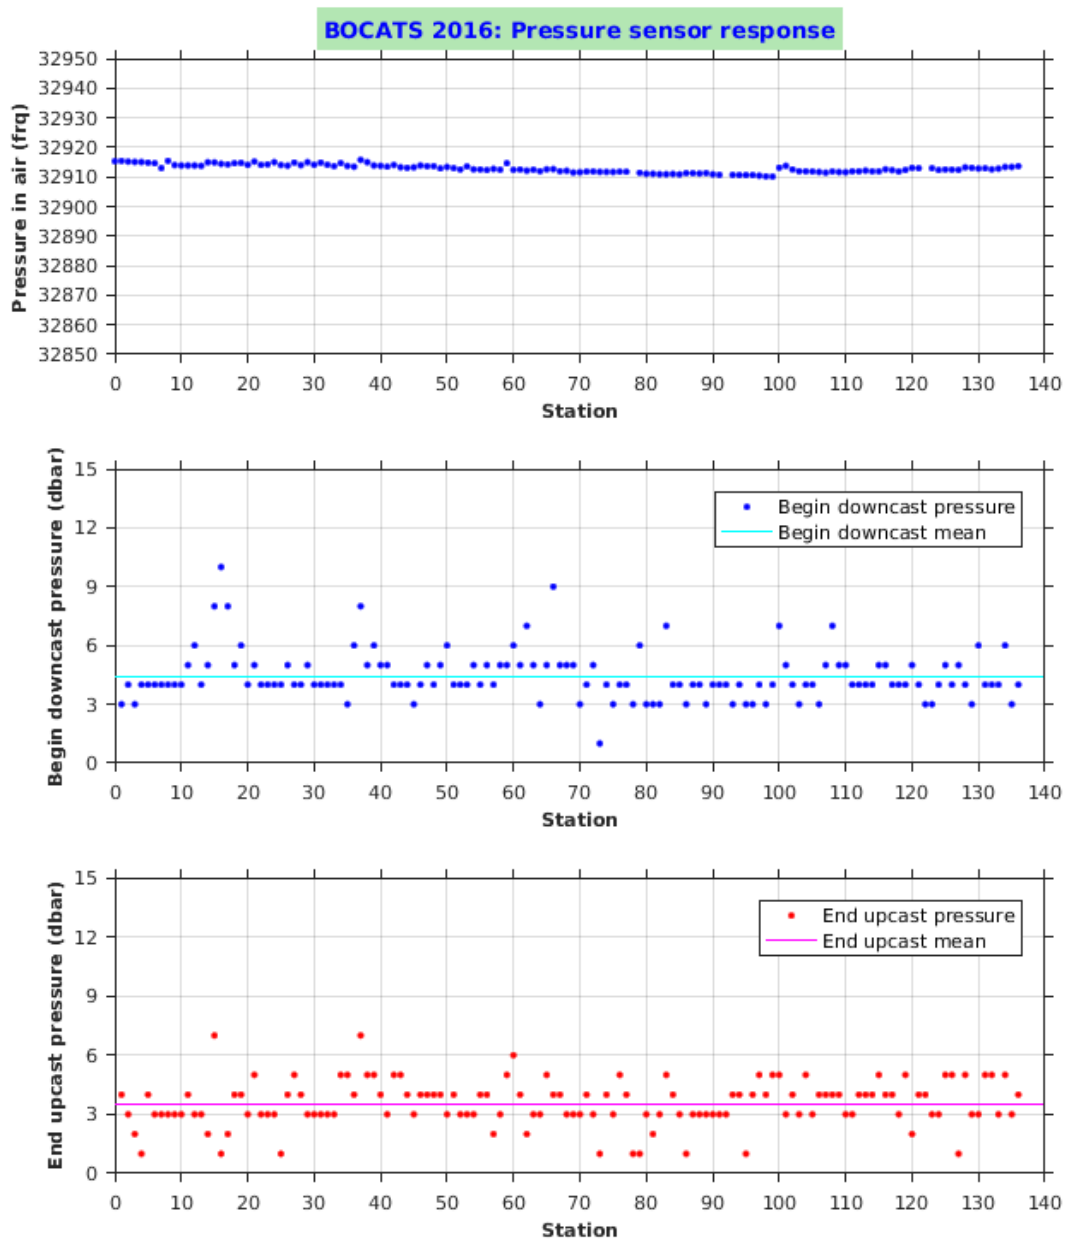 BOCATS 2016: Pressure sensor response
Pressure in air (frq)
32950
32940
32930
32920
32910
32900
32890
32880
32870
32860
32850
0 10 20 30 40 50 60 70 80 90 100 110 120 130 140
Station
Begin downcast pressure (dbar)
15
12
9
6
3
0
Begin downcast pressure
Begin downcast mean
0 10 20 30 40 50 60 70 80 90 100 110 120 130 140
Station
End upcast pressure (dbar)
15
12
9
6
3
0
End upcast pressure
End upcast mean
0 10 20 30 40 50 60 70 80 90 100 110 120 130 140
Station